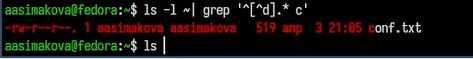 aasimakova@fedora:~$ ls -l ~| grep '^[^d].* c'
-rw-r--r--. 1 aasimakova aasimakova   519 апр  3 21:05 conf.txt
aasimakova@fedora:~$ ls